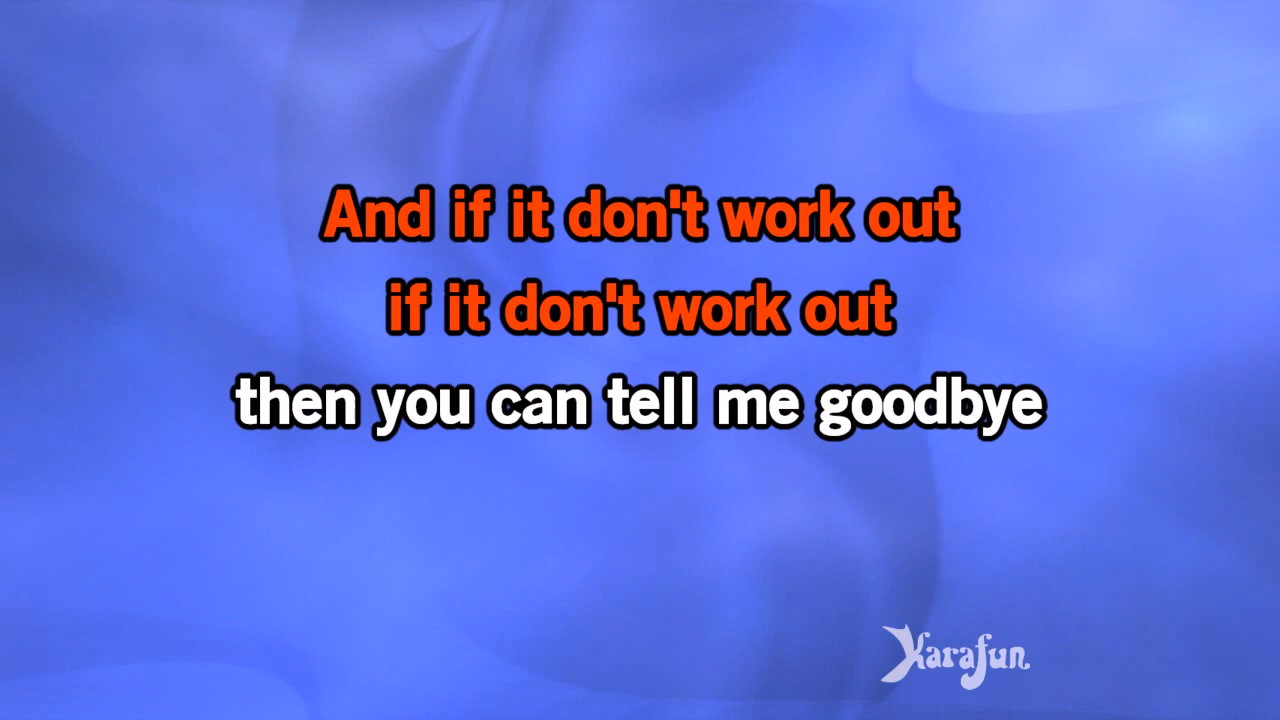 And if it don't work out
if it don't work out
then you can tell me goodbye
Karafun